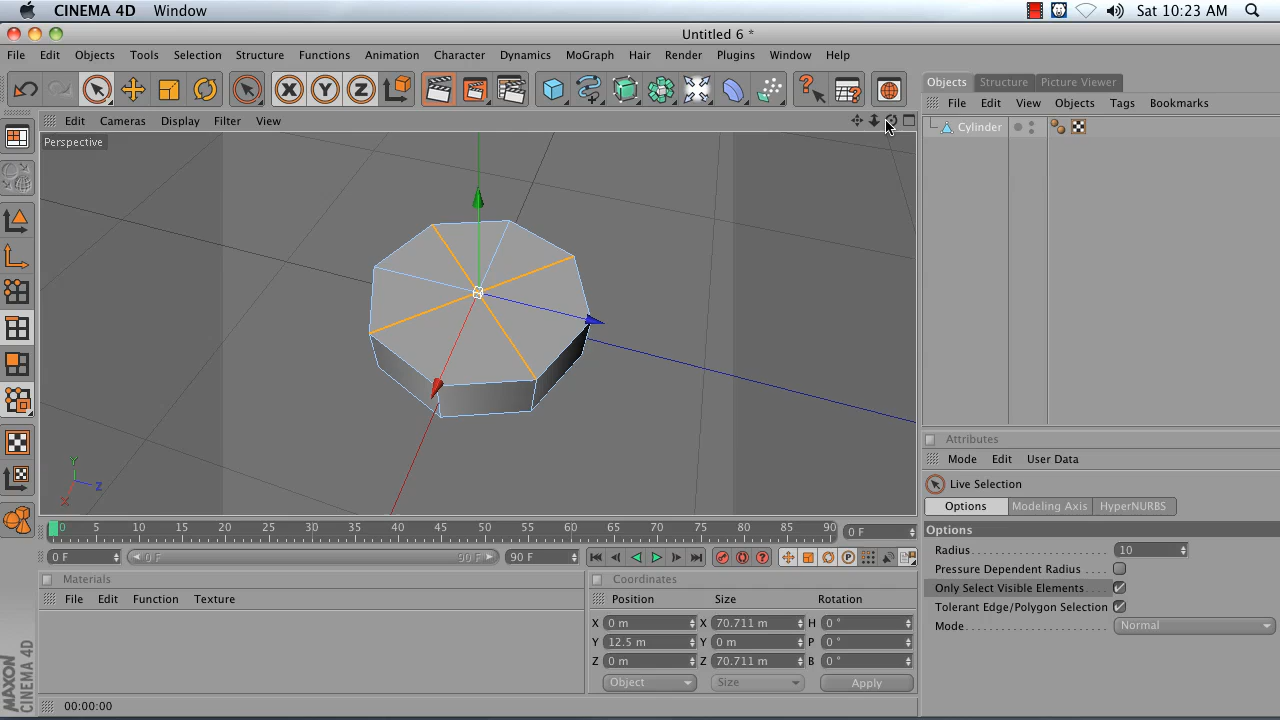 CINEMA 4D Window Sat 10:23 AM
Untitled 6 *
File Edit Objects Tools Selection Structure Functions Animation Character Dynamics MoGraph Hair Render Plugins Window Help
X Y Z
Objects Structure Picture Viewer
File Edit View Objects Tags Bookmarks
Edit Cameras Display Filter View
Cylinder
Perspective
Y
Z
X
Attributes
Mode Edit User Data
Live Selection
Options Modeling Axis HyperNURBS
Options
Radius 10
Pressure Dependent Radius
Only Select Visible Elements
Tolerant Edge/Polygon Selection
Mode Normal
0 5 10 15 20 25 30 35 40 45 50 55 60 65 70 75 80 85 90 0 F
0 F 0 F 90 F 90 F
Materials
File Edit Function Texture
Coordinates
Position Size Rotation
X 0 m X 70.711 m H 0 °
Y 12.5 m Y 0 m P 0 °
Z 0 m Z 70.711 m B 0 °
Object Size Apply
MAXON
CINEMA 4D
00:00:00